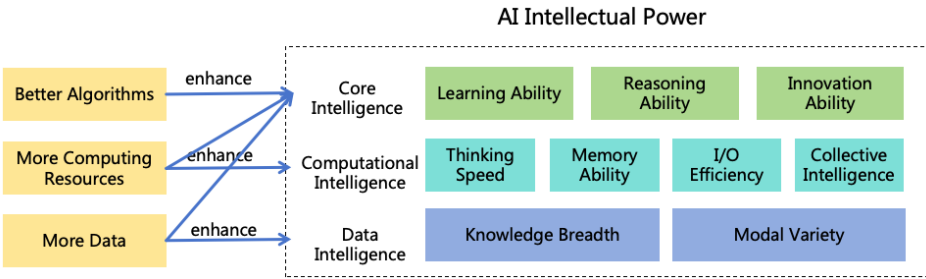 AI Intellectual Power
Better Algorithms
enhance
Core
Intelligence
Learning Ability
Reasoning
Ability
Innovation
Ability
More Computing
Resources
enhance
Computational
Intelligence
Thinking
Speed
Memory
Ability
I/O
Efficiency
Collective
Intelligence
More Data
enhance
Data
Intelligence
Knowledge Breadth
Modal Variety